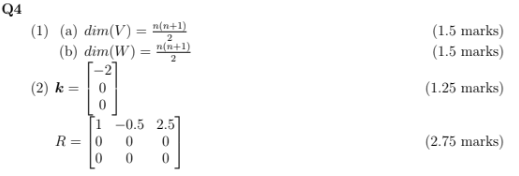 Q4
(1) (a) dim(V) = n(n+1)/2 (1.5 marks)
(b) dim(W) = n(n+1)/2 (1.5 marks)
(2) k = [-2 0 0] (1.25 marks)
R = [1 -0.5 2.5
0 0 0
0 0 0] (2.75 marks)